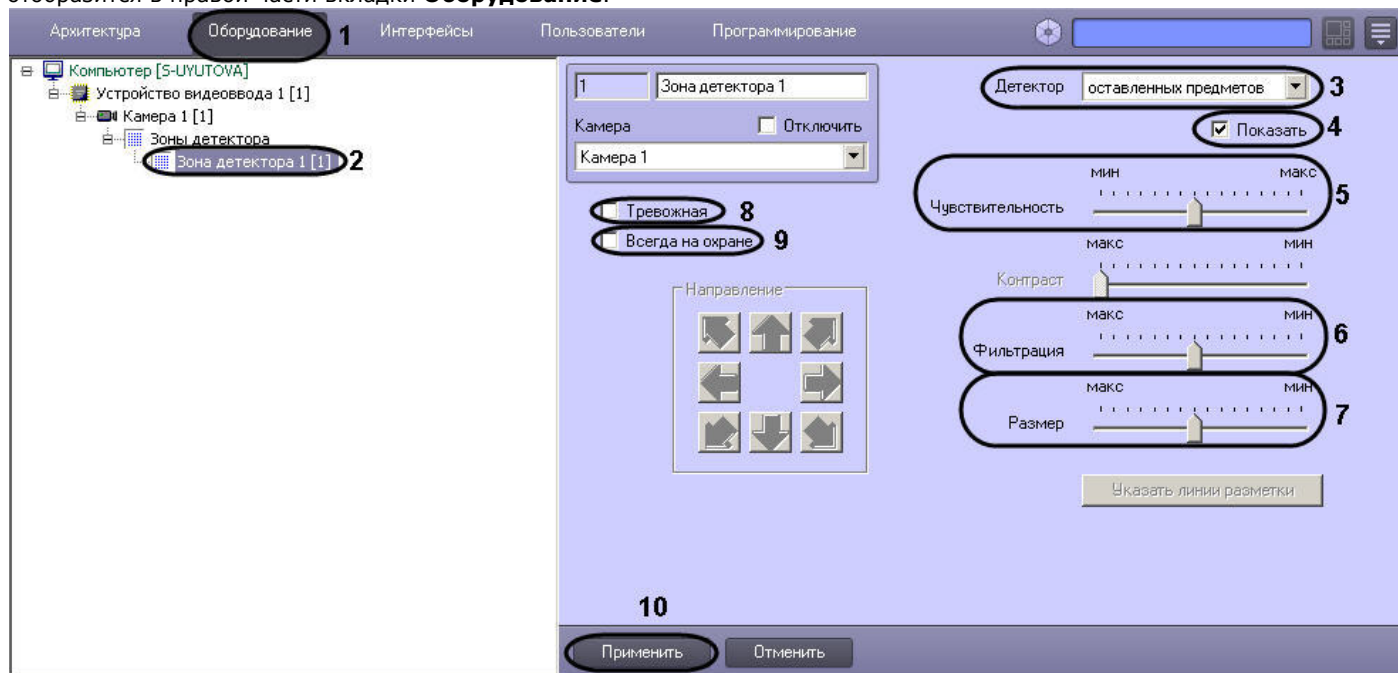 отобразится в правой части вкладки Оборудование.
Архитектура Оборудование 1 Интерфейсы Пользователи Программирование
Компьютер [S-UYUTOVA]
Устройство видеоввода 1 [1]
Камера 1 [1]
Зоны детектора
Зона детектора 1 [1] 2
1 Зона детектора 1
Камера Отключить
Камера 1
Тревожная 8
Всегда на охране 9
Направление
Детектор оставленных предметов 3
Показать 4
мин макс
Чувствительность 5
макс мин
Контраст
макс мин
Фильтрация 6
макс мин
Размер 7
Указать линии разметки
10
Применить Отменить